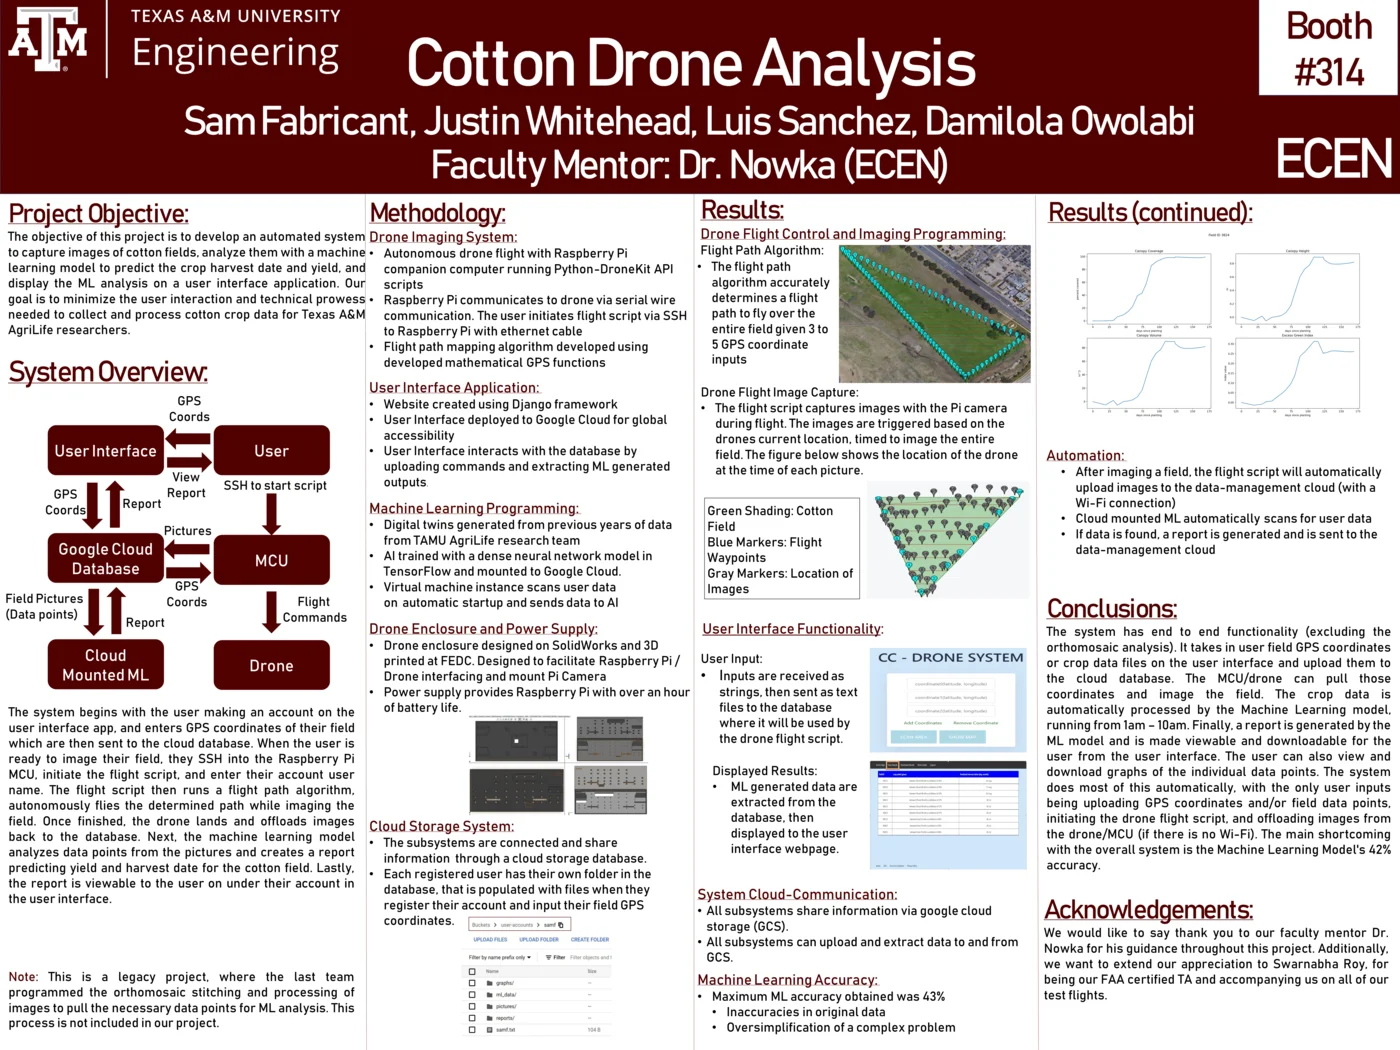 TEXAS A&M UNIVERSITY
Engineering
Cotton Drone Analysis
Sam Fabricant, Justin Whitehead, Luis Sanchez, Damilola Owolabi
Faculty Mentor: Dr. Nowka (ECEN)
Booth
#314
ECEN
Project Objective:
The objective of this project is to develop an automated system
to capture images of cotton fields, analyze them with a machine
learning model to predict the crop harvest date and yield, and
display the ML analysis on a user interface application. Our
goal is to minimize the user interaction and technical prowess
needed to collect and process cotton crop data for Texas A&M
AgriLife researchers.
System Overview:
GPS
Coords
User Interface
User
View
Report
SSH to start script
GPS
Coords
Report
Pictures
Google Cloud
Database
MCU
GPS
Coords
Field Pictures
(Data points)
Report
Flight
Commands
Cloud
Mounted ML
Drone
The system begins with the user making an account on the
user interface app, and enters GPS coordinates of their field
which are then sent to the cloud database. When the user is
ready to image their field, they SSH into the Raspberry Pi
MCU, initiate the flight script, and enter their account user
name. The flight script then runs a flight path algorithm,
autonomously flies the determined path while imaging the
field. Once finished, the drone lands and offloads images
back to the database. Next, the machine learning model
analyzes data points from the pictures and creates a report
predicting yield and harvest date for the cotton field. Lastly,
the report is viewable to the user on under their account in
the user interface.
Note: This is a legacy project, where the last team
programmed the orthomosaic stitching and processing of
images to pull the necessary data points for ML analysis. This
process is not included in our project.
Methodology:
Drone Imaging System:
• Autonomous drone flight with Raspberry Pi
companion computer running Python-DroneKit API
scripts
• Raspberry Pi communicates to drone via serial wire
communication. The user initiates flight script via SSH
to Raspberry Pi with ethernet cable
• Flight path mapping algorithm developed using
developed mathematical GPS functions
User Interface Application:
• Website created using Django framework
• User Interface deployed to Google Cloud for global
accessibility
• User Interface interacts with the database by
uploading commands and extracting ML generated
outputs.
Machine Learning Programming:
• Digital twins generated from previous years of data
from TAMU AgriLife research team
• AI trained with a dense neural network model in
TensorFlow and mounted to Google Cloud.
• Virtual machine instance scans user data
on automatic startup and sends data to AI
Drone Enclosure and Power Supply:
• Drone enclosure designed on SolidWorks and 3D
printed at FEDC. Designed to facilitate Raspberry Pi /
Drone interfacing and mount Pi Camera
• Power supply provides Raspberry Pi with over an hour
of battery life.
Cloud Storage System:
• The subsystems are connected and share
information through a cloud storage database.
• Each registered user has their own folder in the
database, that is populated with files when they
register their account and input their field GPS
coordinates.
Buckets > user-accounts > samf
UPLOAD FILES UPLOAD FOLDER CREATE FOLDER
Filter by name prefix only Filter Filter objects and f
Name Size
graphs/ –
ml_data/ –
pictures/ –
reports/ –
samf.txt 104 B
Results:
Drone Flight Control and Imaging Programming:
Flight Path Algorithm:
• The flight path
algorithm accurately
determines a flight
path to fly over the
entire field given 3 to
5 GPS coordinate
inputs
Drone Flight Image Capture:
• The flight script captures images with the Pi camera
during flight. The images are triggered based on the
drones current location, timed to image the entire
field. The figure below shows the location of the drone
at the time of each picture.
Green Shading: Cotton
Field
Blue Markers: Flight
Waypoints
Gray Markers: Location of
Images
User Interface Functionality:
User Input:
• Inputs are received as
strings, then sent as text
files to the database
where it will be used by
the drone flight script.
CC - DRONE SYSTEM
Add Coordinates Remove Coordinate
Displayed Results:
• ML generated data are
extracted from the
database, then
displayed to the user
interface webpage.
System Cloud-Communication:
• All subsystems share information via google cloud
storage (GCS).
• All subsystems can upload and extract data to and from
GCS.
Machine Learning Accuracy:
• Maximum ML accuracy obtained was 43%
• Inaccuracies in original data
• Oversimplification of a complex problem
Results (continued):
Canopy Coverage
Canopy Height
Canopy Volume
Excess Green Index
Automation:
• After imaging a field, the flight script will automatically
upload images to the data-management cloud (with a
Wi-Fi connection)
• Cloud mounted ML automatically scans for user data
• If data is found, a report is generated and is sent to the
data-management cloud
Conclusions:
The system has end to end functionality (excluding the
orthomosaic analysis). It takes in user field GPS coordinates
or crop data files on the user interface and upload them to
the cloud database. The MCU/drone can pull those
coordinates and image the field. The crop data is
automatically processed by the Machine Learning model,
running from 1am – 10am. Finally, a report is generated by the
ML model and is made viewable and downloadable for the
user from the user interface. The user can also view and
download graphs of the individual data points. The system
does most of this automatically, with the only user inputs
being uploading GPS coordinates and/or field data points,
initiating the drone flight script, and offloading images from
the drone/MCU (if there is no Wi-Fi). The main shortcoming
with the overall system is the Machine Learning Model's 42%
accuracy.
Acknowledgements:
We would like to say thank you to our faculty mentor Dr.
Nowka for his guidance throughout this project. Additionally,
we want to extend our appreciation to Swarnabha Roy, for
being our FAA certified TA and accompanying us on all of our
test flights.